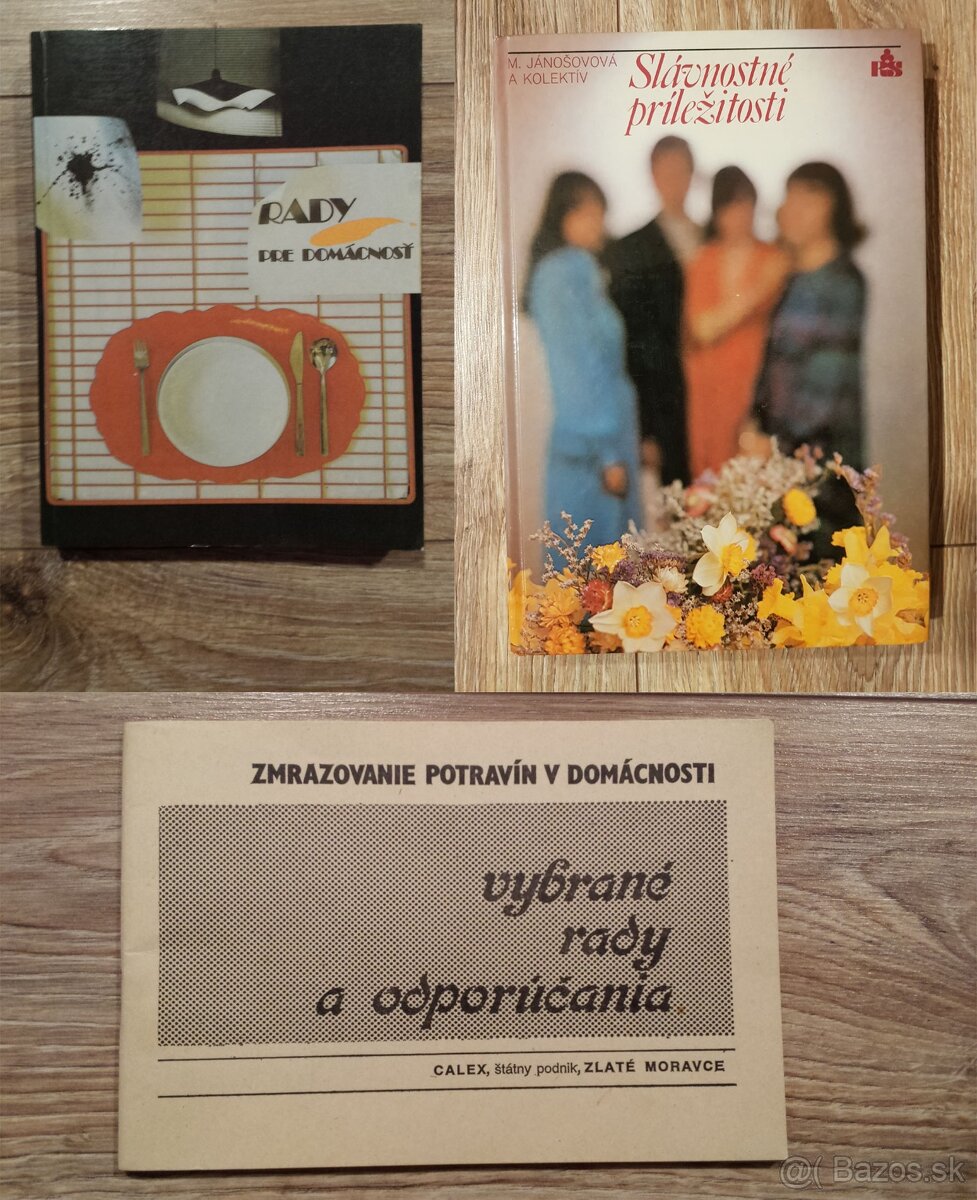 RADY
PRE DOMÁCNOSŤ
M. JÁNOŠOVOVÁ
A KOLEKTÍV
Slávnostné
príležitosti
ZMRAZOVANIE POTRAVÍN V DOMÁCNOSTI
vybrané
rady
a odporúčania
CALEX, štátny podnik, ZLATÉ MORAVCE
@( Bazos.sk